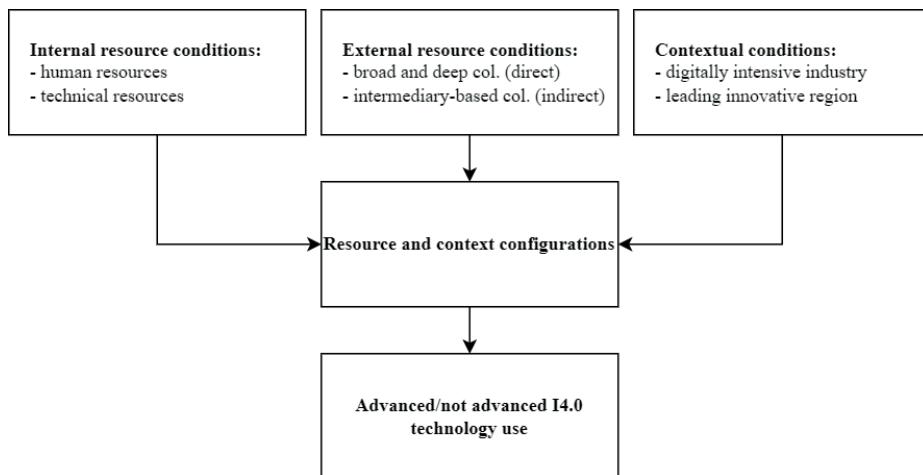 Internal resource conditions:
- human resources
- technical resources
External resource conditions:
- broad and deep col. (direct)
- intermediary-based col. (indirect)
Contextual conditions:
- digitally intensive industry
- leading innovative region
Resource and context configurations
Advanced/not advanced I4.0
technology use